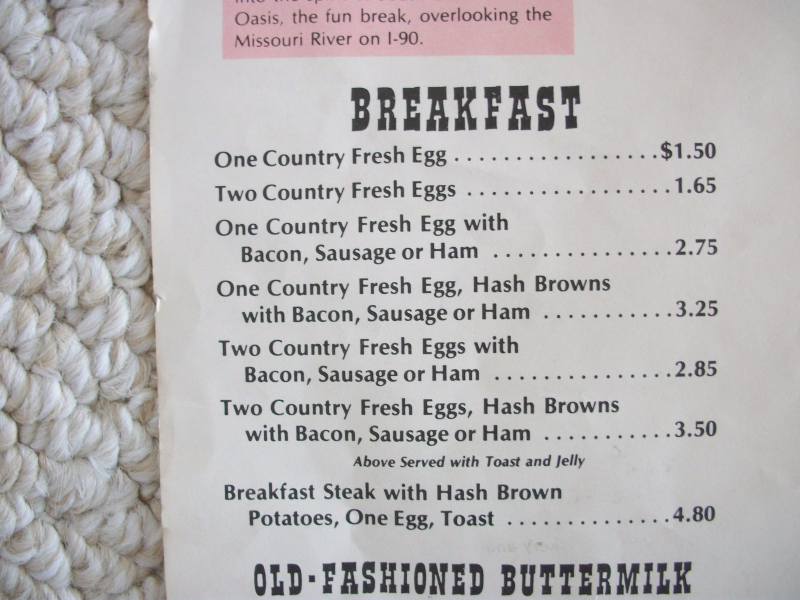 Oasis, the fun break, overlooking the
Missouri River on I-90.
BREAKFAST
One Country Fresh Egg . . . . . . . . . . . . . . . . . $1.50
Two Country Fresh Eggs . . . . . . . . . . . . . . . . . 1.65
One Country Fresh Egg with
Bacon, Sausage or Ham . . . . . . . . . . . . . . . 2.75
One Country Fresh Egg, Hash Browns
with Bacon, Sausage or Ham . . . . . . . . . . . 3.25
Two Country Fresh Eggs with
Bacon, Sausage or Ham . . . . . . . . . . . . . . . 2.85
Two Country Fresh Eggs, Hash Browns
with Bacon, Sausage or Ham . . . . . . . . . . . 3.50
Above Served with Toast and Jelly
Breakfast Steak with Hash Brown
Potatoes, One Egg, Toast . . . . . . . . . . . . . . 4.80
OLD-FASHIONED BUTTERMILK